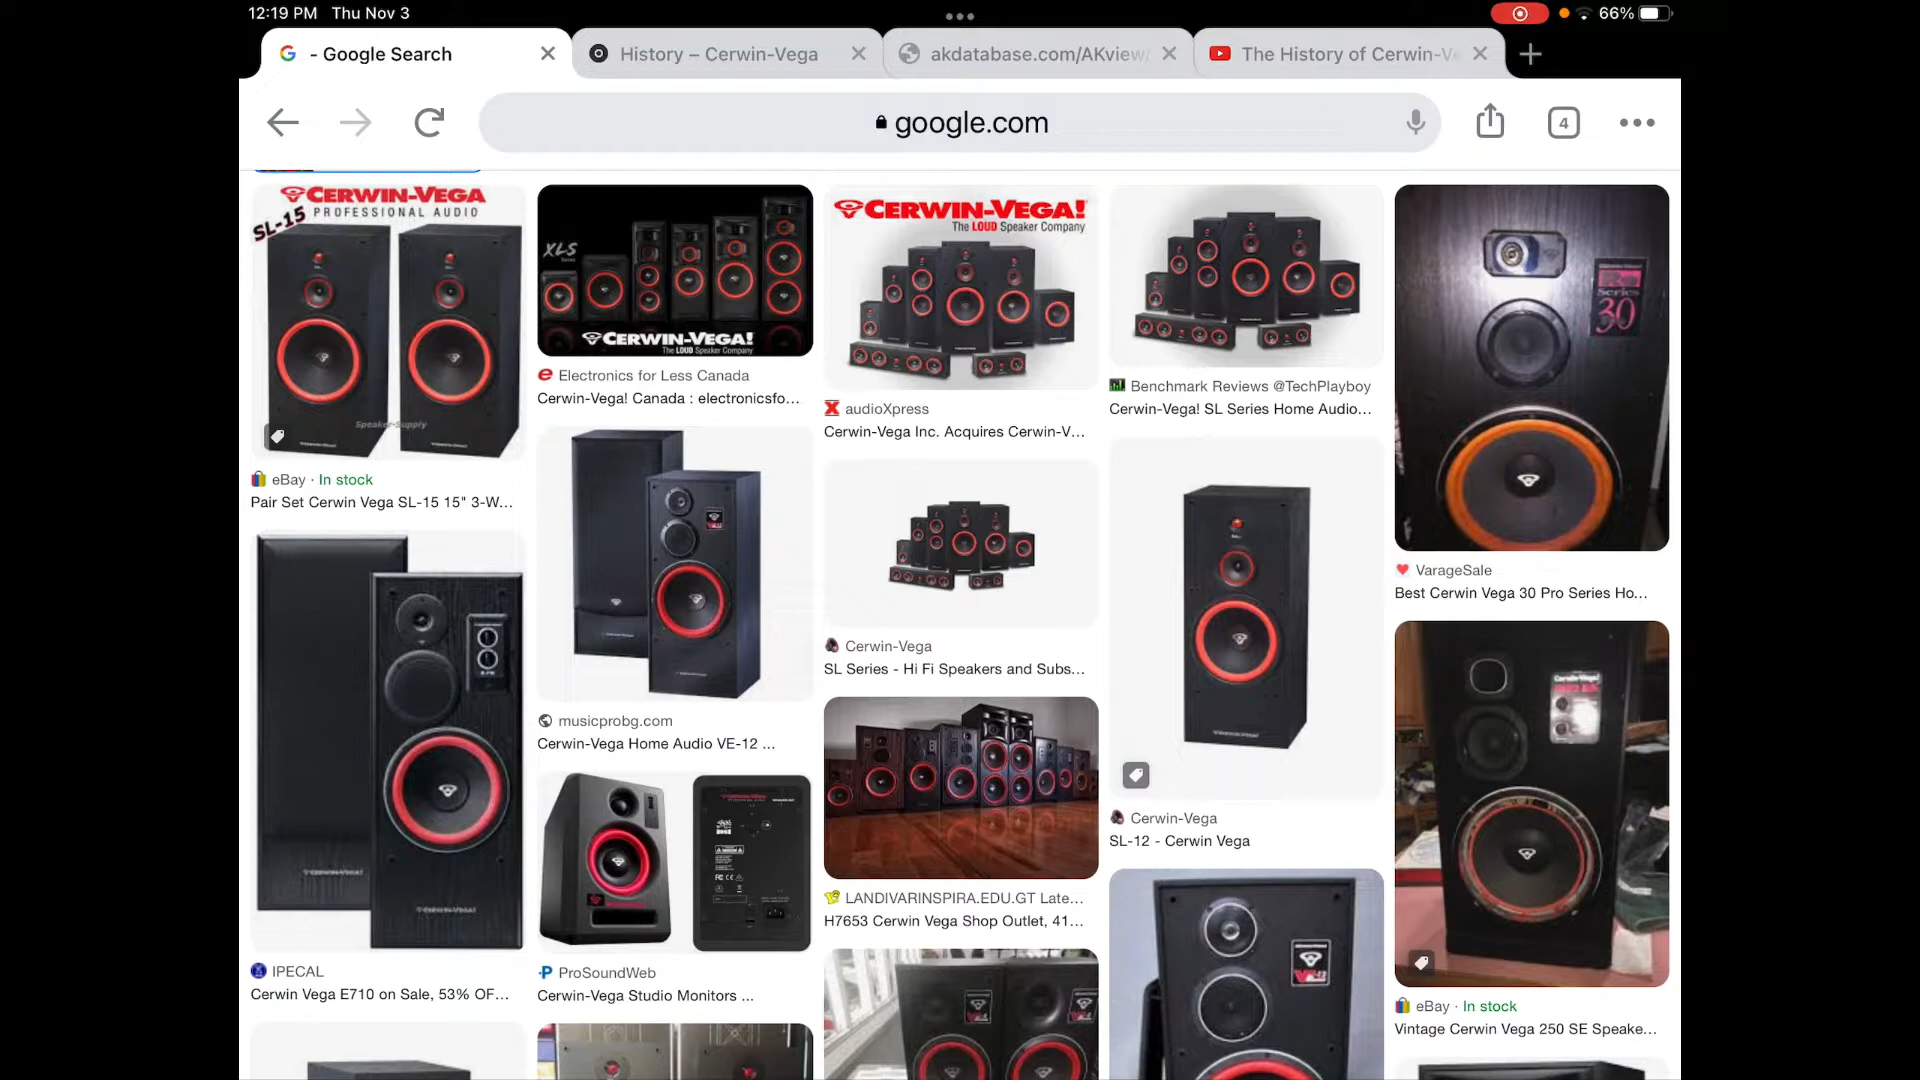 12:19 PM Thu Nov 3
66%
- Google Search
History – Cerwin-Vega
akdatabase.com/AKview/
The History of Cerwin-Ve
google.com
4
CERWIN-VEGA
PROFESSIONAL AUDIO
SL-15
Speaker-Supply
eBay · In stock
Pair Set Cerwin Vega SL-15 15" 3-W...
IPECAL
Cerwin Vega E710 on Sale, 53% OF...
XLS
Series
CERWIN-VEGA!
The LOUD Speaker Company
Electronics for Less Canada
Cerwin-Vega! Canada : electronicsfo...
musicprobg.com
Cerwin-Vega Home Audio VE-12 ...
ProSoundWeb
Cerwin-Vega Studio Monitors ...
CERWIN-VEGA!
The LOUD Speaker Company
audioXpress
Cerwin-Vega Inc. Acquires Cerwin-V...
Cerwin-Vega
SL Series - Hi Fi Speakers and Subs...
LANDIVARINSPIRA.EDU.GT Late...
H7653 Cerwin Vega Shop Outlet, 41...
Benchmark Reviews @TechPlayboy
Cerwin-Vega! SL Series Home Audio...
Cerwin-Vega
SL-12 - Cerwin Vega
Series
30
VarageSale
Best Cerwin Vega 30 Pro Series Ho...
Cerwin-Vega!
eBay · In stock
Vintage Cerwin Vega 250 SE Speake...